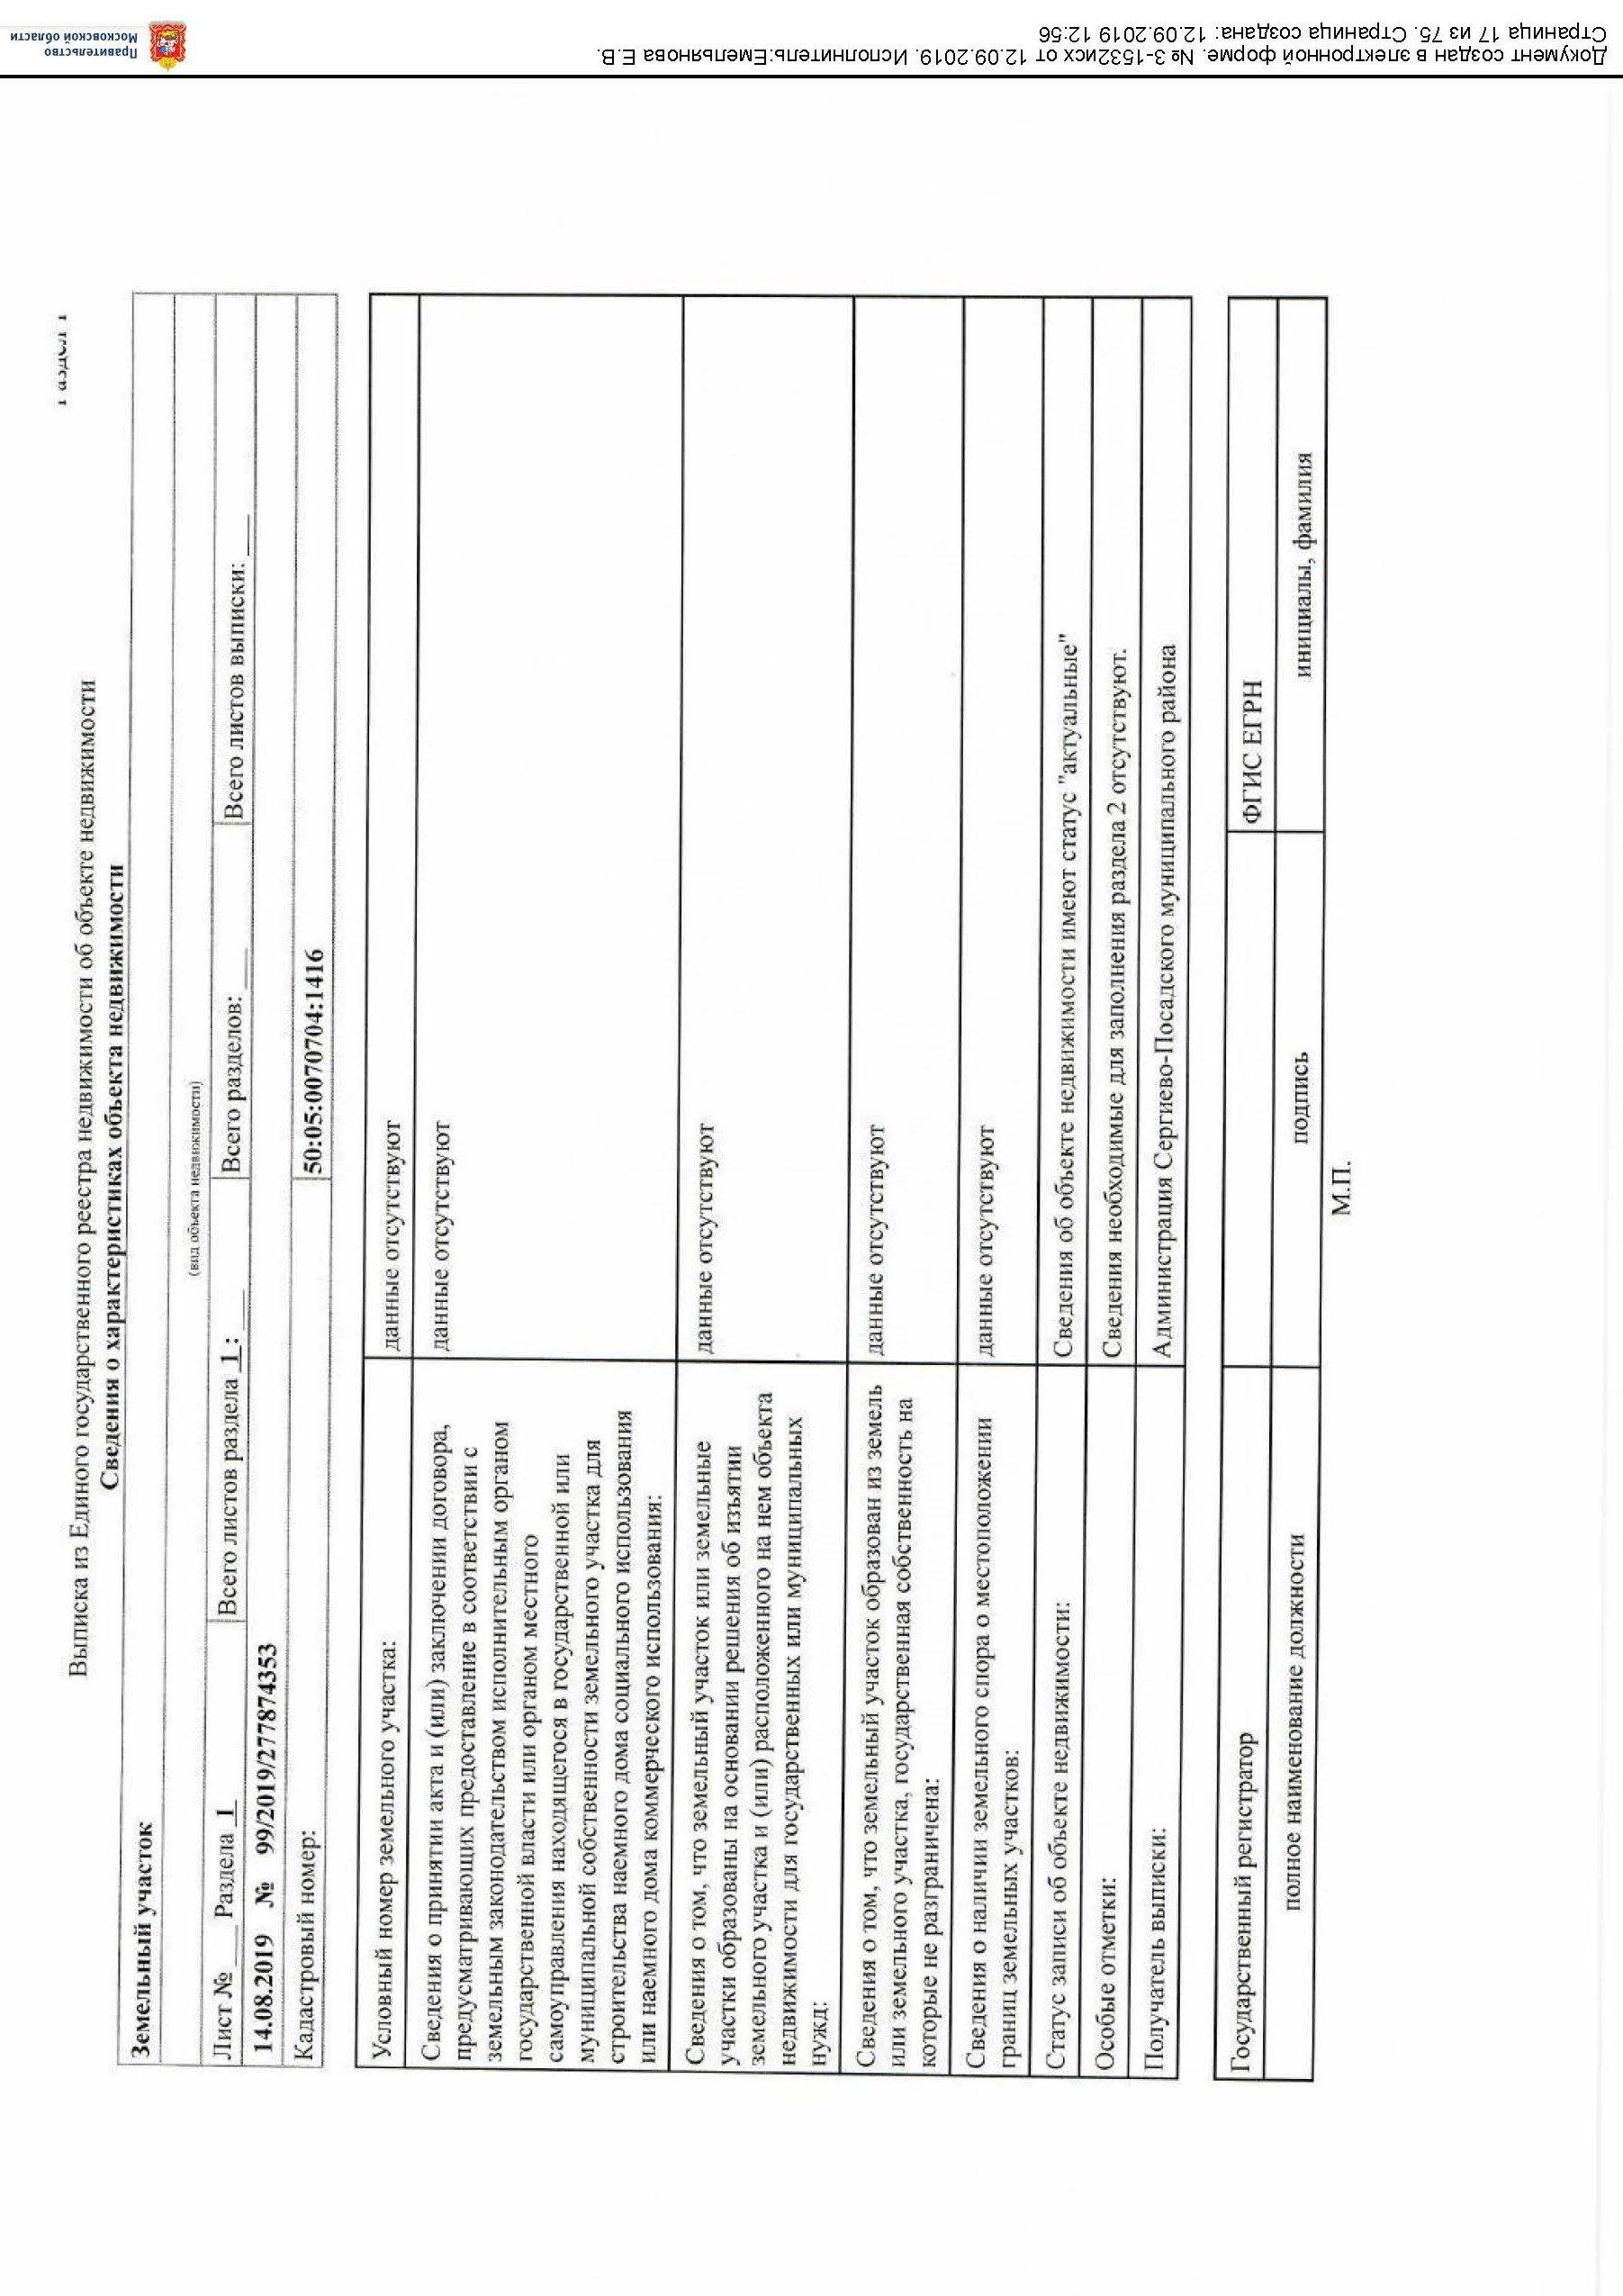 Документ создан в электронной форме. № 3-1532исх от 12.09.2019. Исполнитель:Емельянова Е.В.
Страница 17 из 75. Страница создана: 12.09.2019 12:56
Правительство
Московской области
Раздел 1
Выписка из Единого государственного реестра недвижимости об объекте недвижимости
Сведения о характеристиках объекта недвижимости
Земельный участок
(вид объекта недвижимости)
Лист № ___ Раздела 1 Всего листов раздела 1 : ___ Всего разделов: ___ Всего листов выписки: ___
14.08.2019 № 99/2019/277874353
Кадастровый номер: 50:05:0070704:1416
Условный номер земельного участка: данные отсутствуют
Сведения о принятии акта и (или) заключении договора, данные отсутствуют
предусматривающих предоставление в соответствии с
земельным законодательством исполнительным органом
государственной власти или органом местного
самоуправления находящегося в государственной или
муниципальной собственности земельного участка для
строительства наемного дома социального использования
или наемного дома коммерческого использования:
Сведения о том, что земельный участок или земельные данные отсутствуют
участки образованы на основании решения об изъятии
земельного участка и (или) расположенного на нем объекта
недвижимости для государственных или муниципальных
нужд:
Сведения о том, что земельный участок образован из земель данные отсутствуют
или земельного участка, государственная собственность на
которые не разграничена:
Сведения о наличии земельного спора о местоположении данные отсутствуют
границ земельных участков:
Статус записи об объекте недвижимости: Сведения об объекте недвижимости имеют статус "актуальные"
Особые отметки: Сведения необходимые для заполнения раздела 2 отсутствуют.
Получатель выписки: Администрация Сергиево-Посадского муниципального района
Государственный регистратор ФГИС ЕГРН
полное наименование должности подпись инициалы, фамилия
М.П.